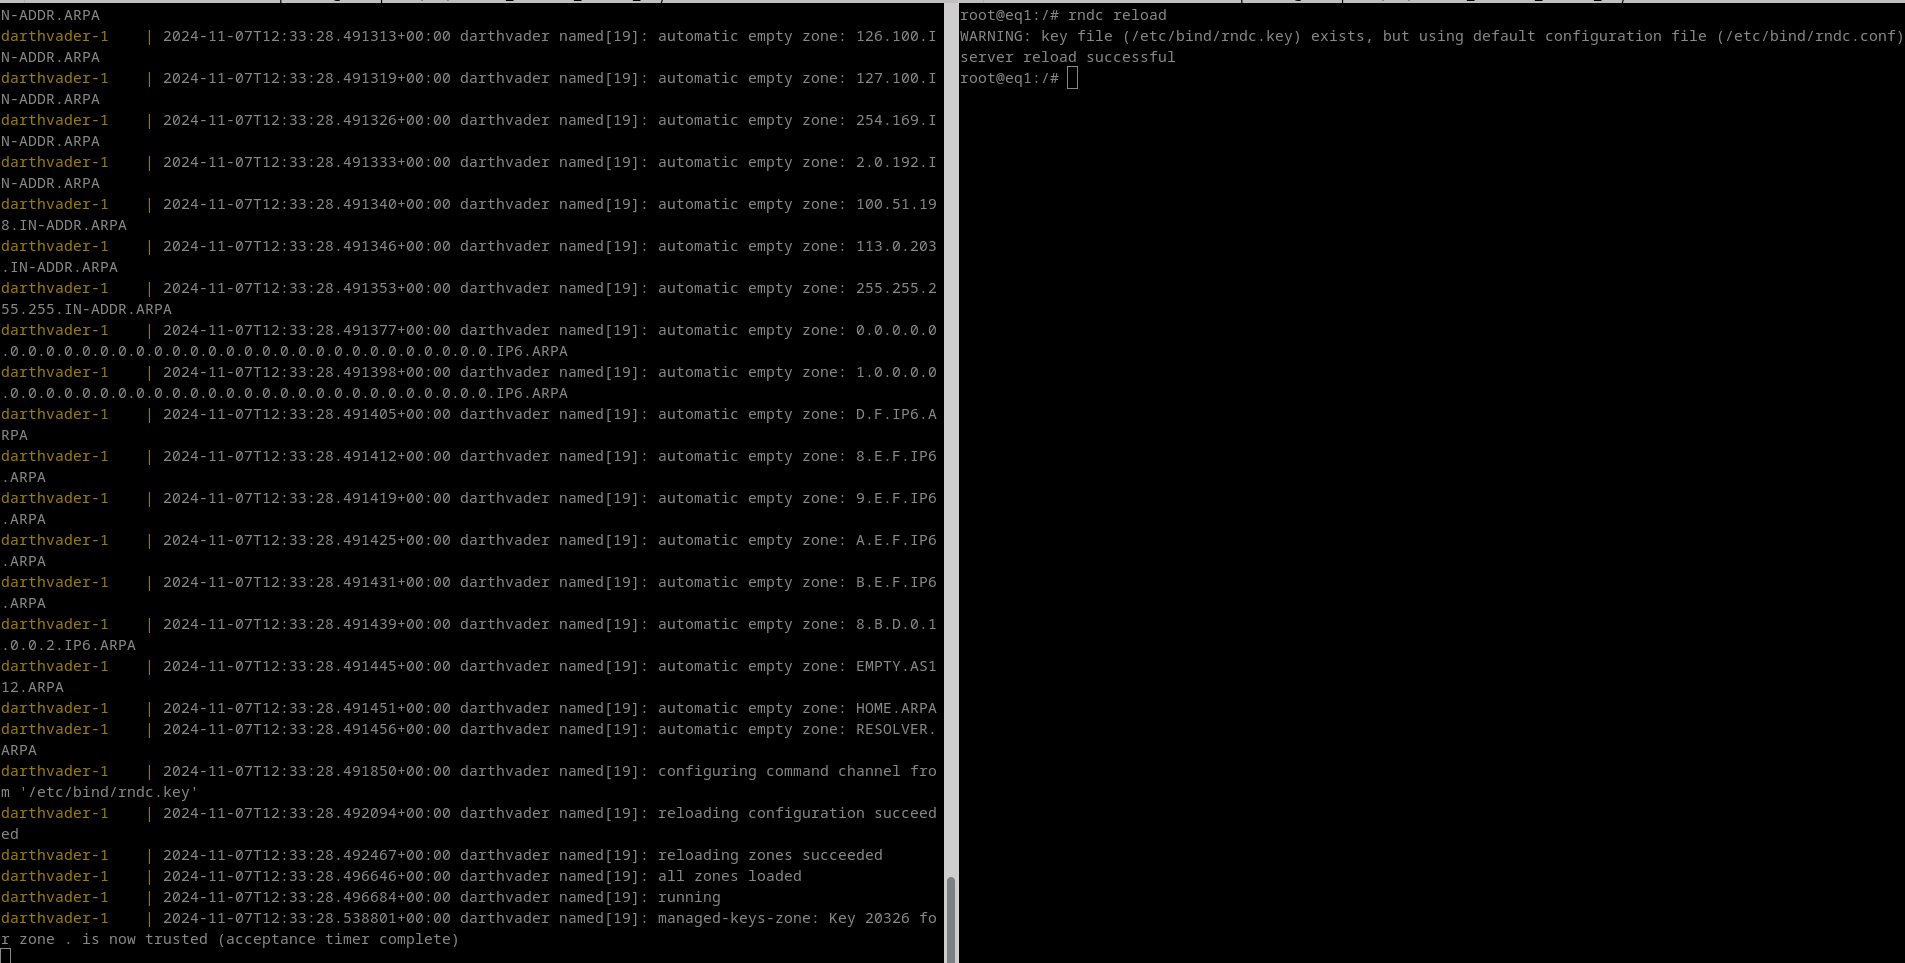 N-ADDR.ARPA
darthvader-1    | 2024-11-07T12:33:28.491313+00:00 darthvader named[19]: automatic empty zone: 126.100.I
N-ADDR.ARPA
darthvader-1    | 2024-11-07T12:33:28.491319+00:00 darthvader named[19]: automatic empty zone: 127.100.I
N-ADDR.ARPA
darthvader-1    | 2024-11-07T12:33:28.491326+00:00 darthvader named[19]: automatic empty zone: 254.169.I
N-ADDR.ARPA
darthvader-1    | 2024-11-07T12:33:28.491333+00:00 darthvader named[19]: automatic empty zone: 2.0.192.I
N-ADDR.ARPA
darthvader-1    | 2024-11-07T12:33:28.491340+00:00 darthvader named[19]: automatic empty zone: 100.51.19
8.IN-ADDR.ARPA
darthvader-1    | 2024-11-07T12:33:28.491346+00:00 darthvader named[19]: automatic empty zone: 113.0.203
.IN-ADDR.ARPA
darthvader-1    | 2024-11-07T12:33:28.491353+00:00 darthvader named[19]: automatic empty zone: 255.255.2
55.255.IN-ADDR.ARPA
darthvader-1    | 2024-11-07T12:33:28.491377+00:00 darthvader named[19]: automatic empty zone: 0.0.0.0.0
.0.0.0.0.0.0.0.0.0.0.0.0.0.0.0.0.0.0.0.0.0.0.0.0.0.0.0.IP6.ARPA
darthvader-1    | 2024-11-07T12:33:28.491398+00:00 darthvader named[19]: automatic empty zone: 1.0.0.0.0
.0.0.0.0.0.0.0.0.0.0.0.0.0.0.0.0.0.0.0.0.0.0.0.0.0.0.0.IP6.ARPA
darthvader-1    | 2024-11-07T12:33:28.491405+00:00 darthvader named[19]: automatic empty zone: D.F.IP6.A
RPA
darthvader-1    | 2024-11-07T12:33:28.491412+00:00 darthvader named[19]: automatic empty zone: 8.E.F.IP6
.ARPA
darthvader-1    | 2024-11-07T12:33:28.491419+00:00 darthvader named[19]: automatic empty zone: 9.E.F.IP6
.ARPA
darthvader-1    | 2024-11-07T12:33:28.491425+00:00 darthvader named[19]: automatic empty zone: A.E.F.IP6
.ARPA
darthvader-1    | 2024-11-07T12:33:28.491431+00:00 darthvader named[19]: automatic empty zone: B.E.F.IP6
.ARPA
darthvader-1    | 2024-11-07T12:33:28.491439+00:00 darthvader named[19]: automatic empty zone: 8.B.D.0.1
.0.0.2.IP6.ARPA
darthvader-1    | 2024-11-07T12:33:28.491445+00:00 darthvader named[19]: automatic empty zone: EMPTY.AS1
12.ARPA
darthvader-1    | 2024-11-07T12:33:28.491451+00:00 darthvader named[19]: automatic empty zone: HOME.ARPA
darthvader-1    | 2024-11-07T12:33:28.491456+00:00 darthvader named[19]: automatic empty zone: RESOLVER.
ARPA
darthvader-1    | 2024-11-07T12:33:28.491850+00:00 darthvader named[19]: configuring command channel fro
m '/etc/bind/rndc.key'
darthvader-1    | 2024-11-07T12:33:28.492094+00:00 darthvader named[19]: reloading configuration succeed
ed
darthvader-1    | 2024-11-07T12:33:28.492467+00:00 darthvader named[19]: reloading zones succeeded
darthvader-1    | 2024-11-07T12:33:28.496646+00:00 darthvader named[19]: all zones loaded
darthvader-1    | 2024-11-07T12:33:28.496684+00:00 darthvader named[19]: running
darthvader-1    | 2024-11-07T12:33:28.538801+00:00 darthvader named[19]: managed-keys-zone: Key 20326 fo
r zone . is now trusted (acceptance timer complete)
root@eq1:/# rndc reload
WARNING: key file (/etc/bind/rndc.key) exists, but using default configuration file (/etc/bind/rndc.conf)
server reload successful
root@eq1:/#